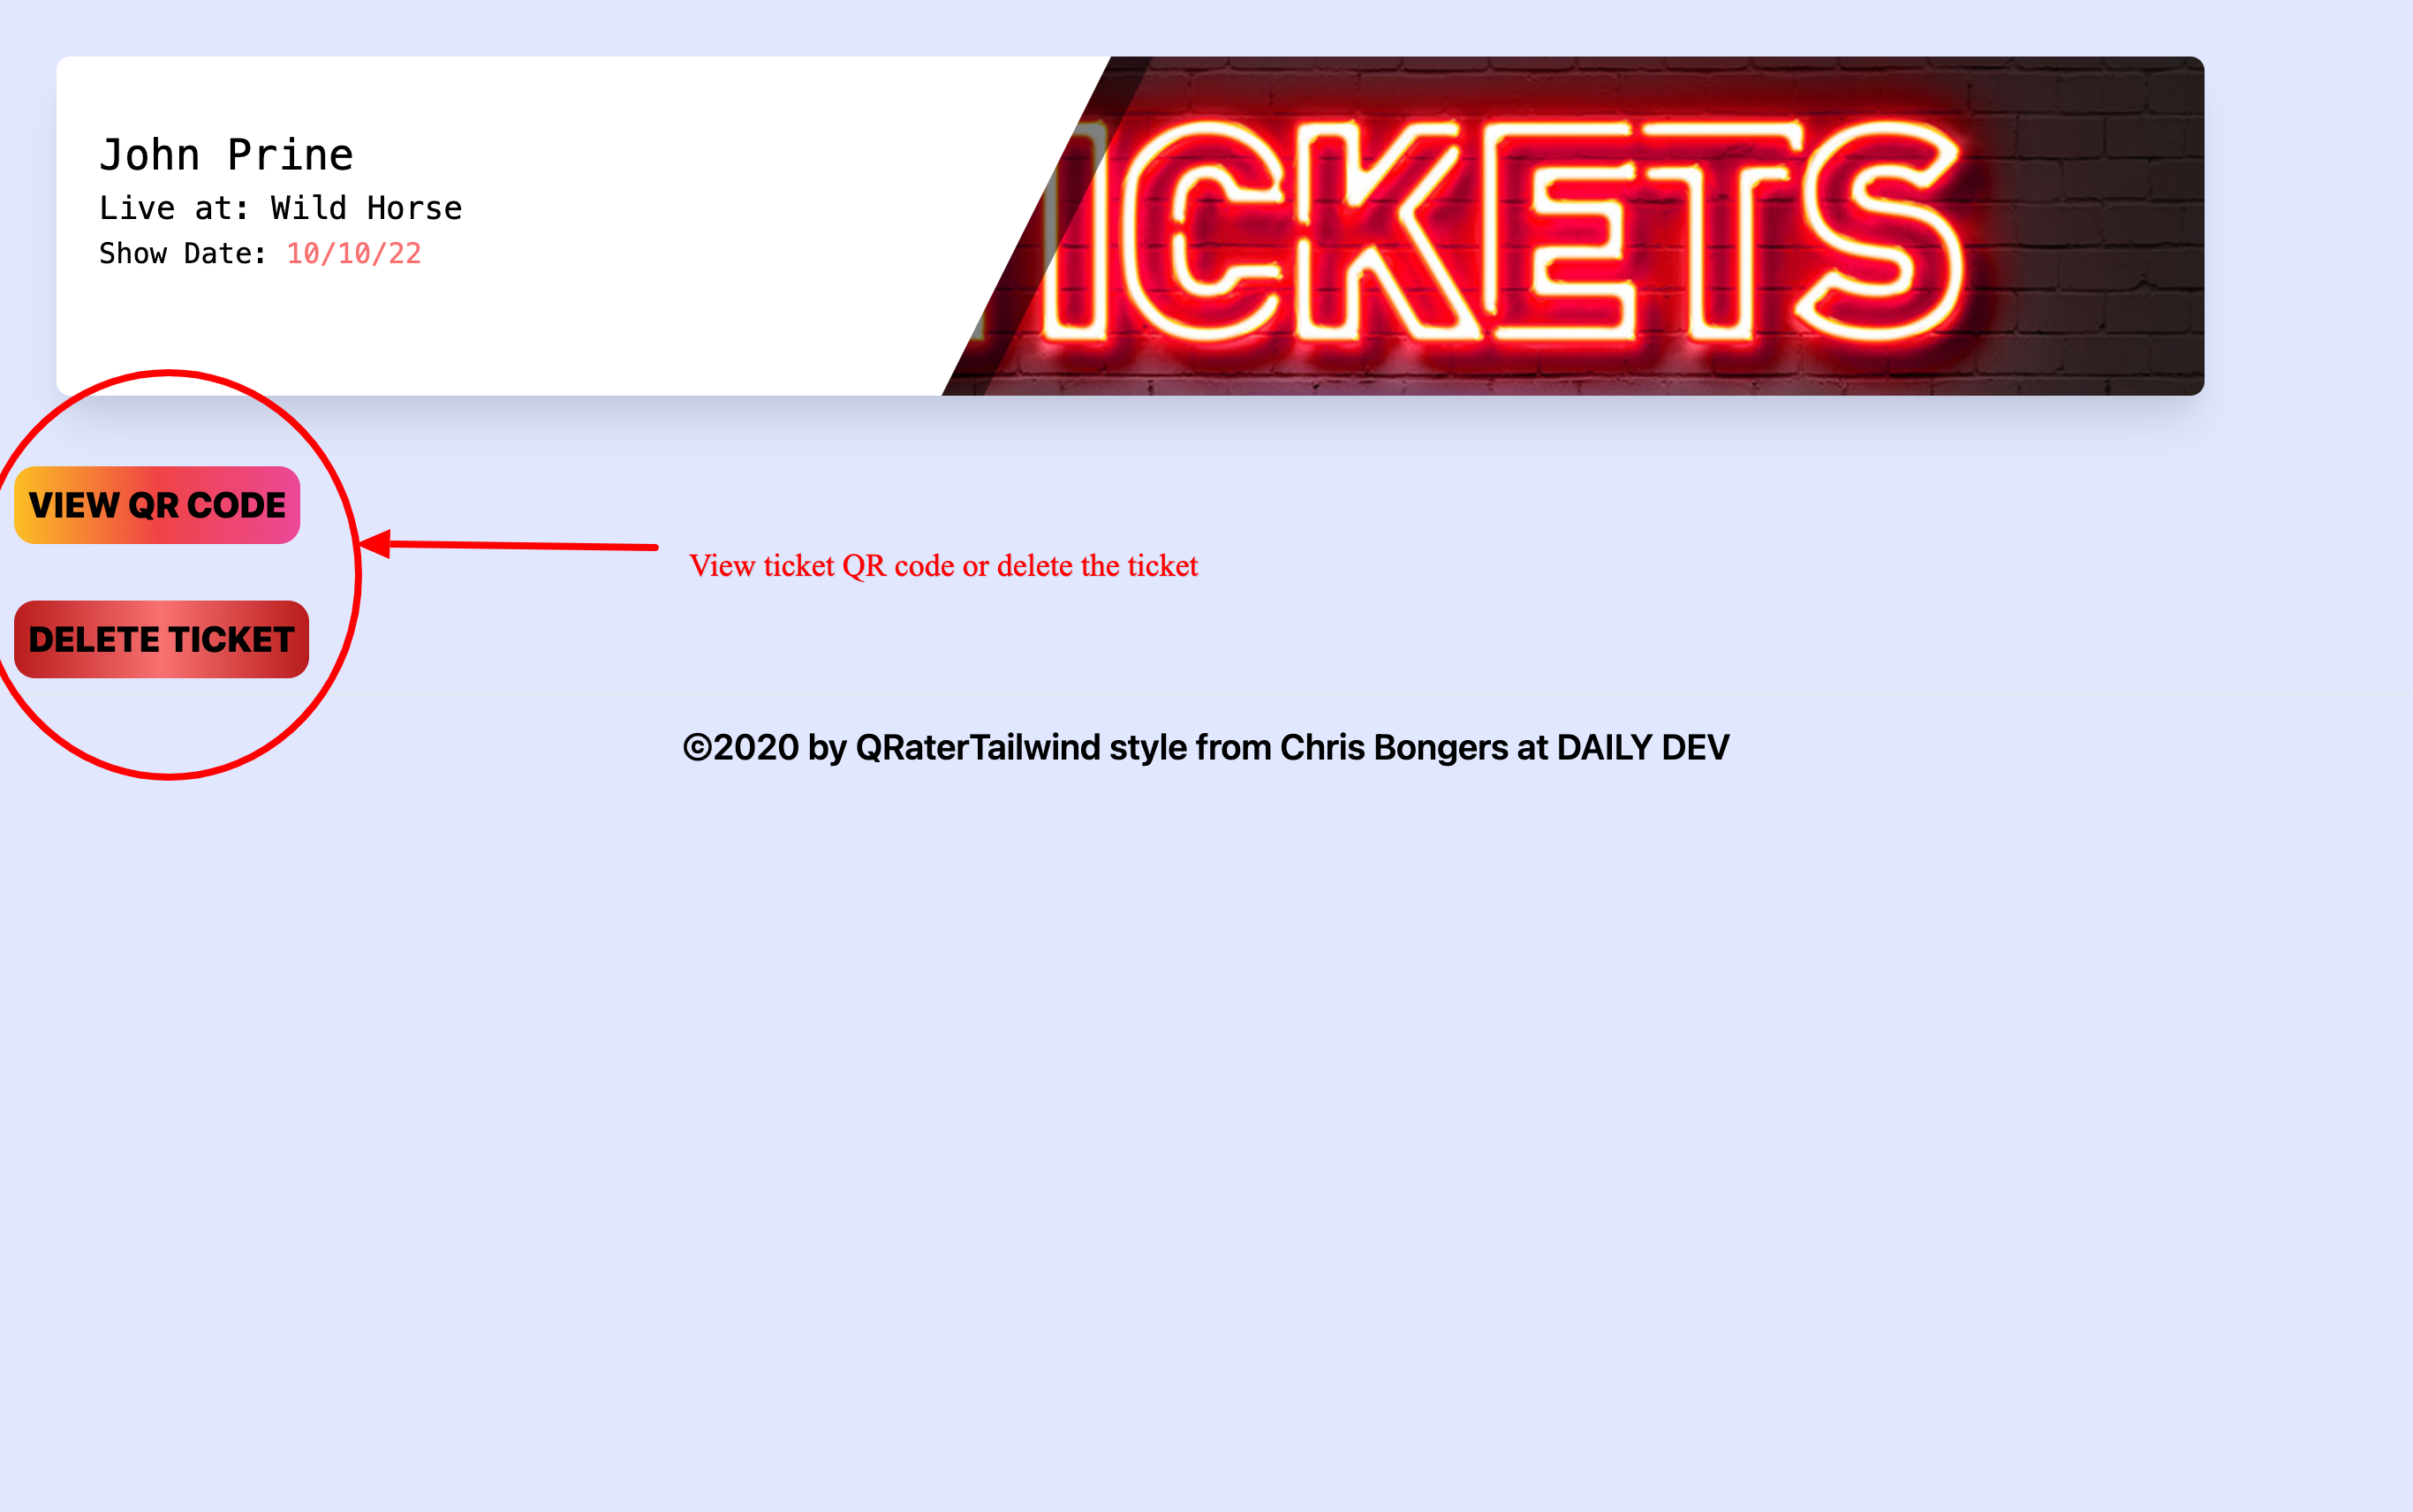 John Prine
Live at: Wild Horse
Show Date: 10/10/22
TICKETS
VIEW QR CODE
View ticket QR code or delete the ticket
DELETE TICKET
©2020 by QRaterTailwind style from Chris Bongers at DAILY DEV